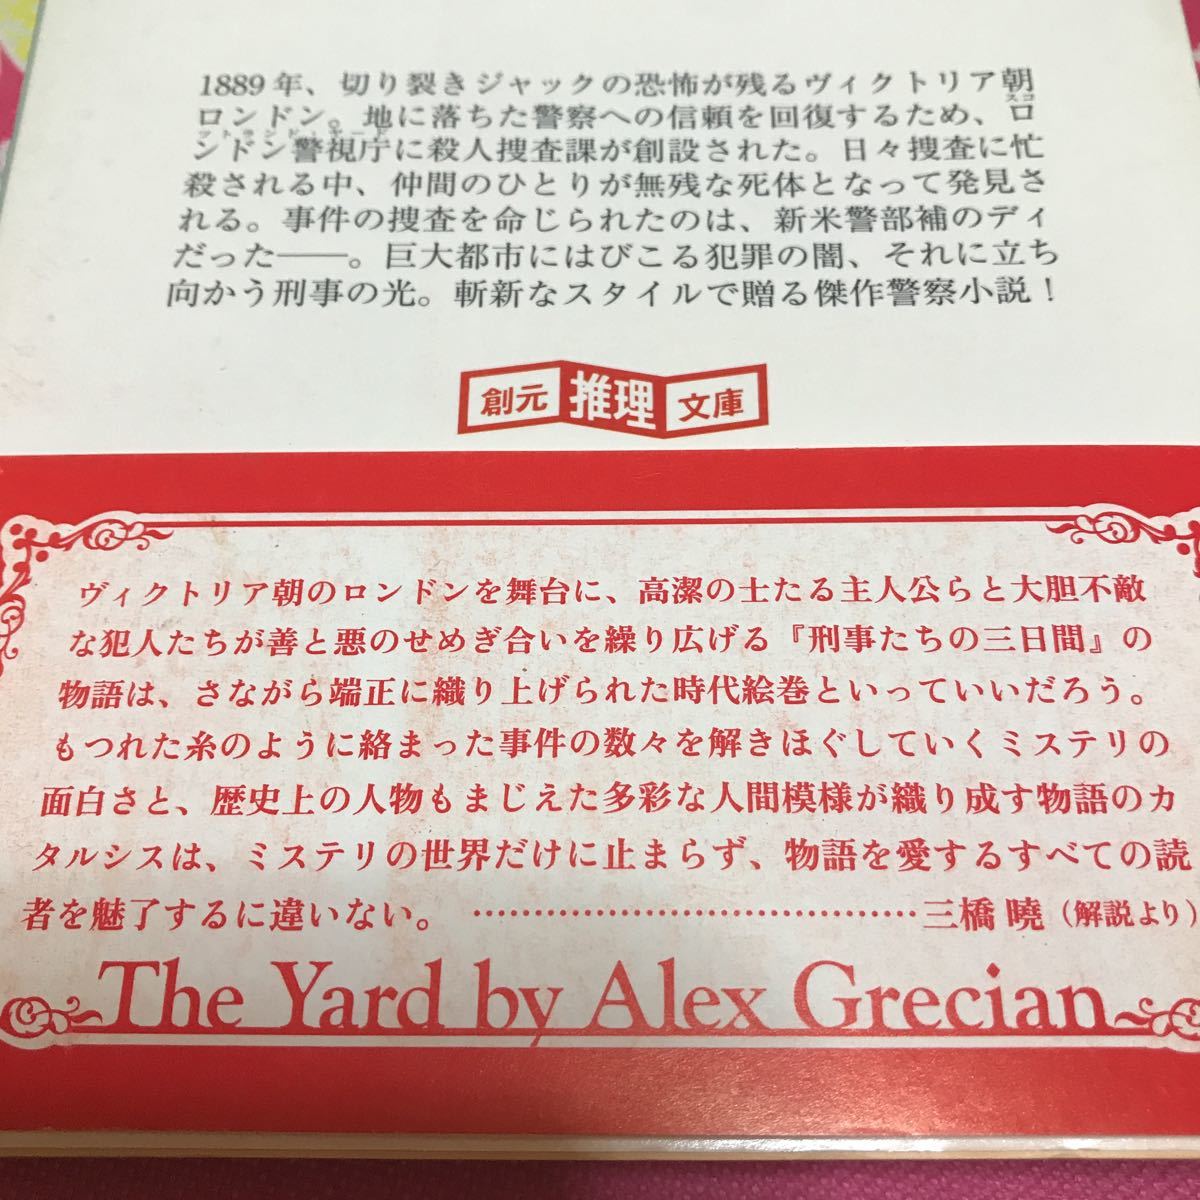 1889年、切り裂きジャックの恐怖が残るヴィクトリア朝
ロンドン。地に落ちた警察への信頼を回復するため、ロ
ンドン警視庁に殺人捜査課が創設された。日々捜査に忙
殺される中、仲間のひとりが無残な死体となって発見さ
れる。事件の捜査を命じられたのは、新米警部補のディ
だった――。巨大都市にはびこる犯罪の闇、それに立ち
向かう刑事の光。斬新なスタイルで贈る傑作警察小説！
創元 推理 文庫
ヴィクトリア朝のロンドンを舞台に、高潔の士たる主人公らと大胆不敵
な犯人たちが善と悪のせめぎ合いを繰り広げる『刑事たちの三日間』の
物語は、さながら端正に織り上げられた時代絵巻といっていいだろう。
もつれた糸のように絡まった事件の数々を解きほぐしていくミステリの
面白さと、歴史上の人物もまじえた多彩な人間模様が織り成す物語のカ
タルシスは、ミステリの世界だけに止まらず、物語を愛するすべての読
者を魅了するに違いない。 ……………………………………三橋曉（解説より）
The Yard by Alex Grecian